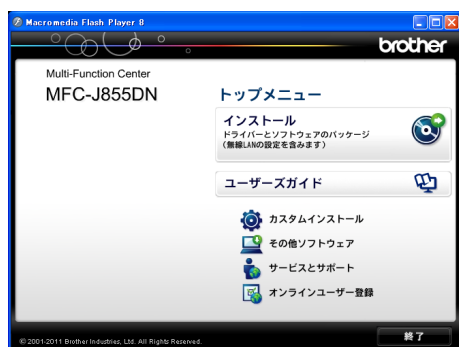 Macromedia Flash Player 8
brother
Multi-Function Center
MFC-J855DN
トップメニュー
インストール
ドライバーとソフトウェアのパッケージ
(無線LANの設定を含みます)
ユーザーズガイド
カスタムインストール
その他ソフトウェア
サービスとサポート
オンラインユーザー登録
© 2001-2011 Brother Industries, Ltd. All Rights Reserved.
終了